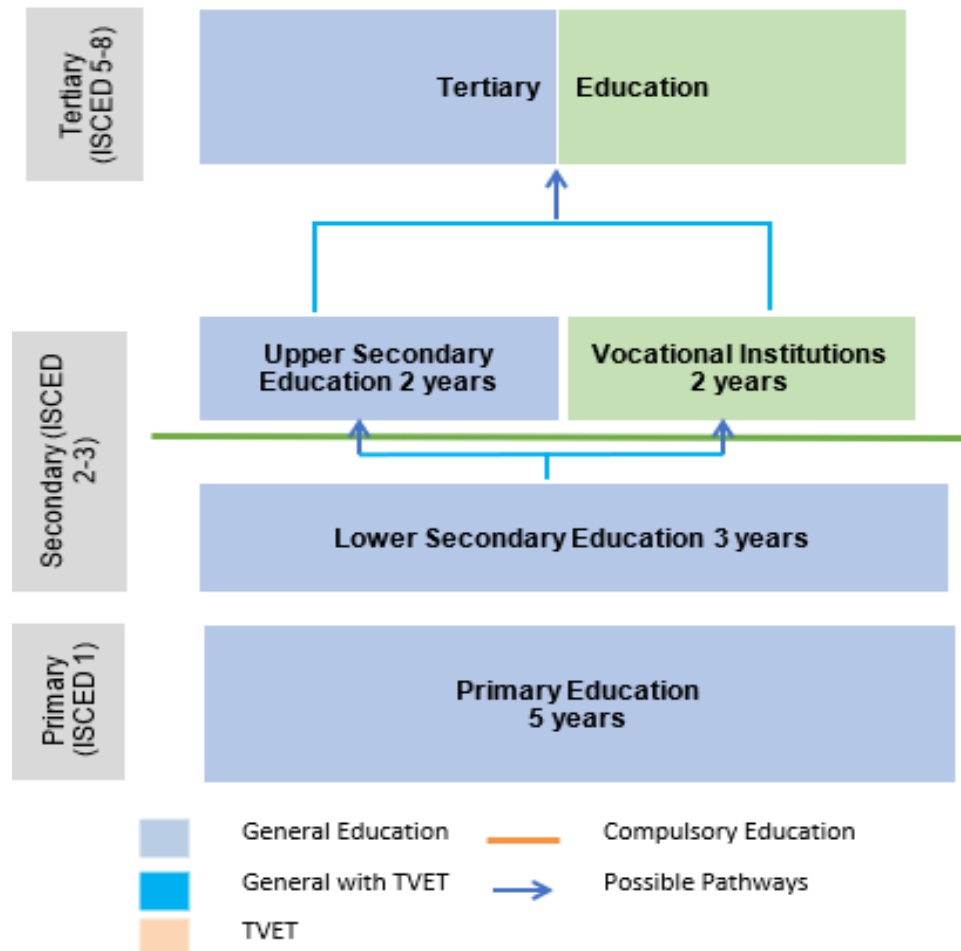 Tertiary
(ISCED 5-8)
Tertiary Education
Secondary (ISCED
2-3)
Upper Secondary
Education 2 years
Vocational Institutions
2 years
Lower Secondary Education 3 years
Primary
(ISCED 1)
Primary Education
5 years
General Education
Compulsory Education
General with TVET
Possible Pathways
TVET